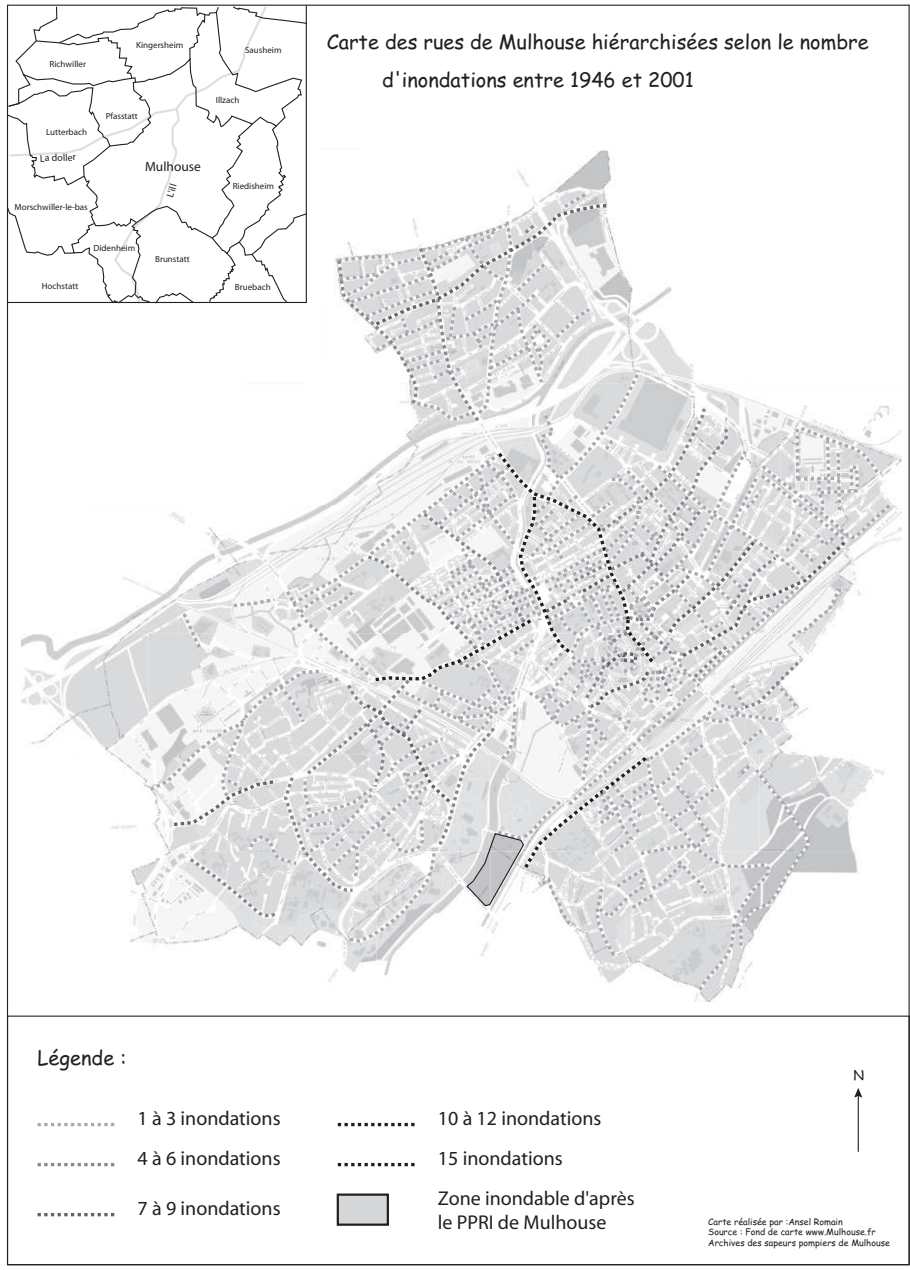 Carte des rues de Mulhouse hiérarchisées selon le nombre
d'inondations entre 1946 et 2001
Kingersheim
Sausheim
Richwiller
Illzach
Pfasstatt
Lutterbach
La doller
Mulhouse
L'ill
Riedisheim
Morschwiller-le-bas
Didenheim
Brunstatt
Hochstatt
Bruebach
Légende :
1 à 3 inondations
4 à 6 inondations
7 à 9 inondations
10 à 12 inondations
15 inondations
Zone inondable d'après
le PPRI de Mulhouse
N
Carte réalisée par :Ansel Romain
Source : Fond de carte www.Mulhouse.fr
Archives des sapeurs pompiers de Mulhouse